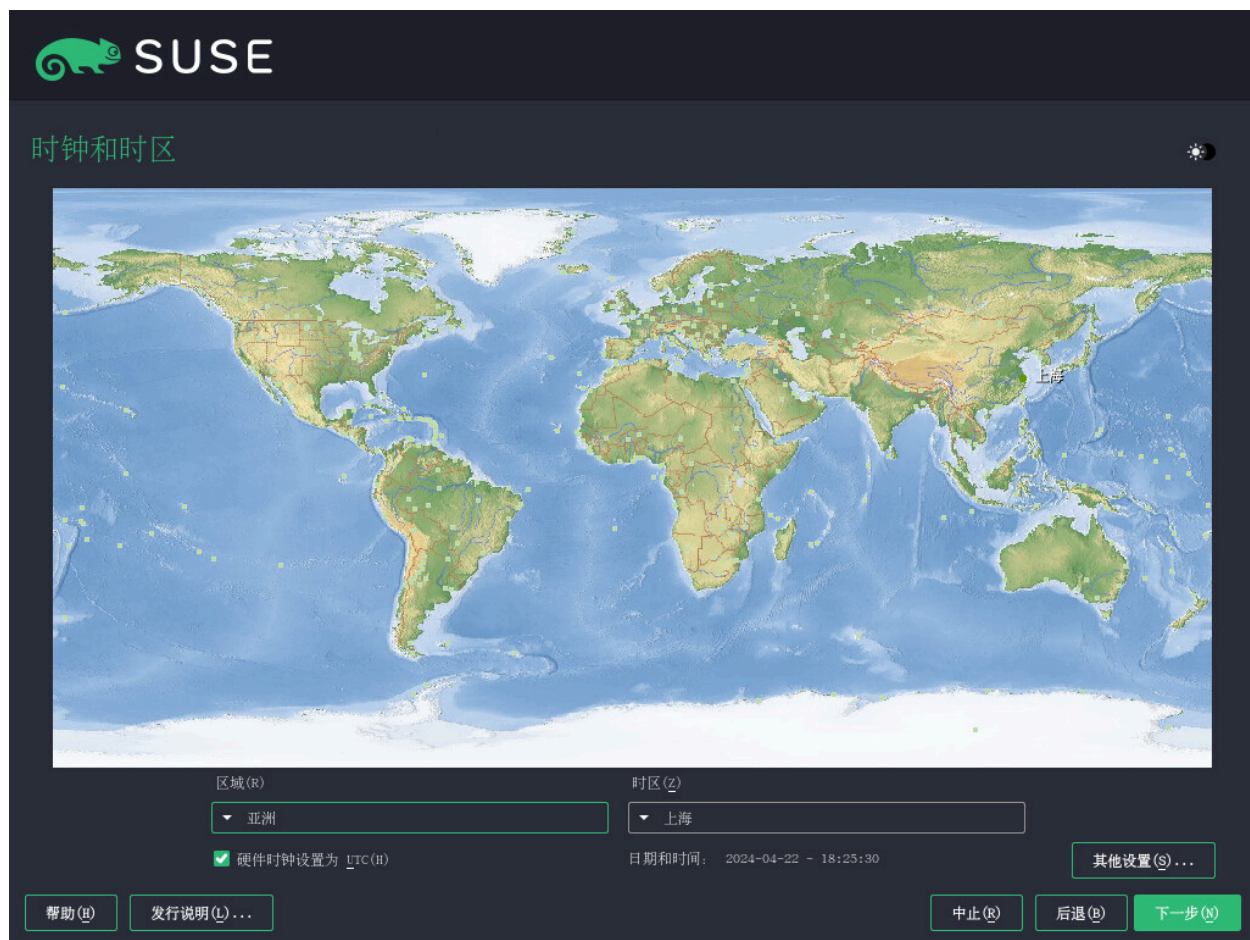 SUSE
时钟和时区
上海
区域(R)
时区(Z)
亚洲
上海
硬件时钟设置为 UTC(H)
日期和时间: 2024-04-22 - 18:25:30
其他设置(S)...
帮助(H) 发行说明(L)... 中止(R) 后退(B) 下一步(N)